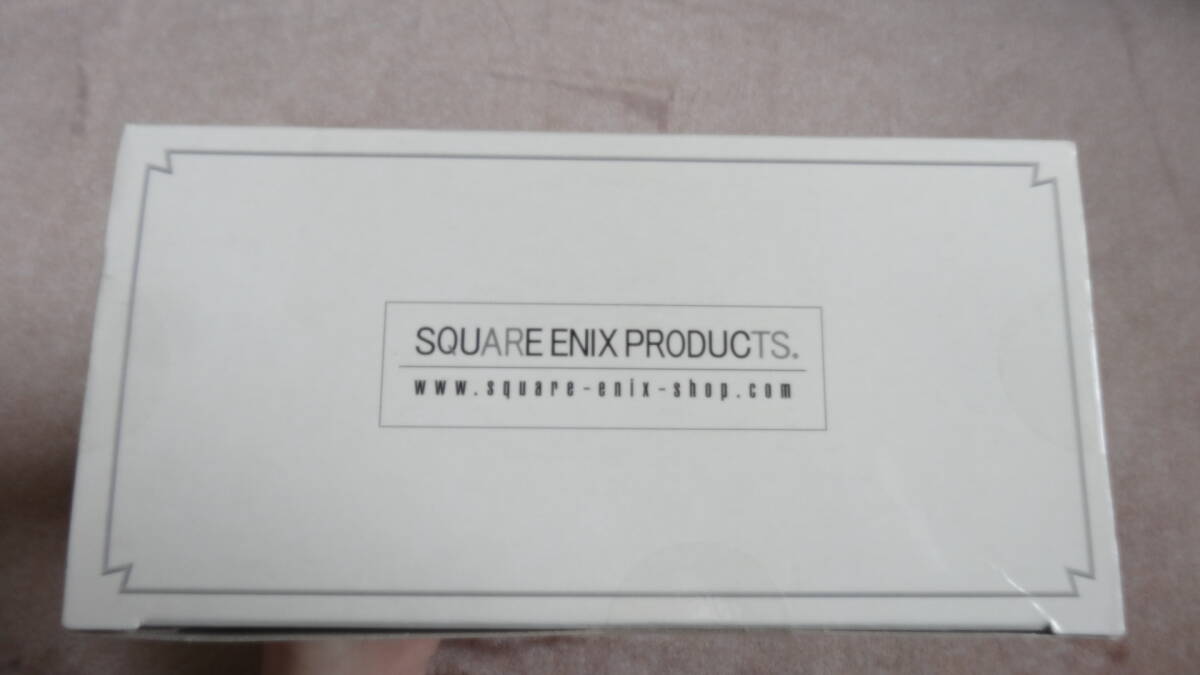 SQUARE ENIX PRODUCTS.
www.square-enix-shop.com